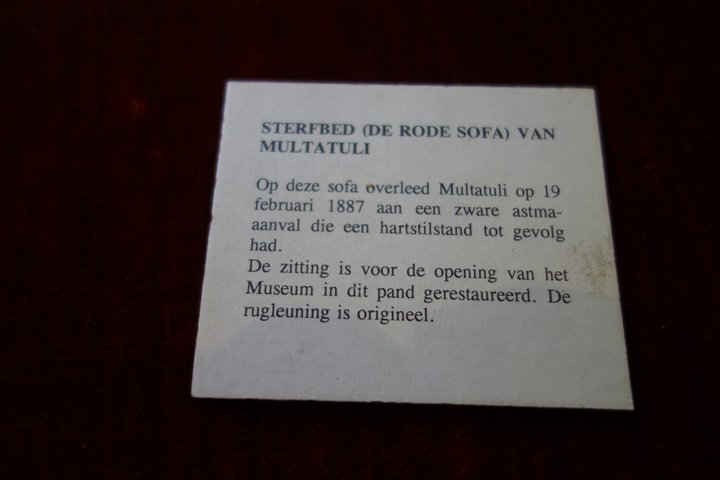 STERFBED (DE RODE SOFA) VAN
MULTATULI
Op deze sofa overleed Multatuli op 19
februari 1887 aan een zware astma-
aanval die een hartstilstand tot gevolg
had.
De zitting is voor de opening van het
Museum in dit pand gerestaureerd. De
rugleuning is origineel.